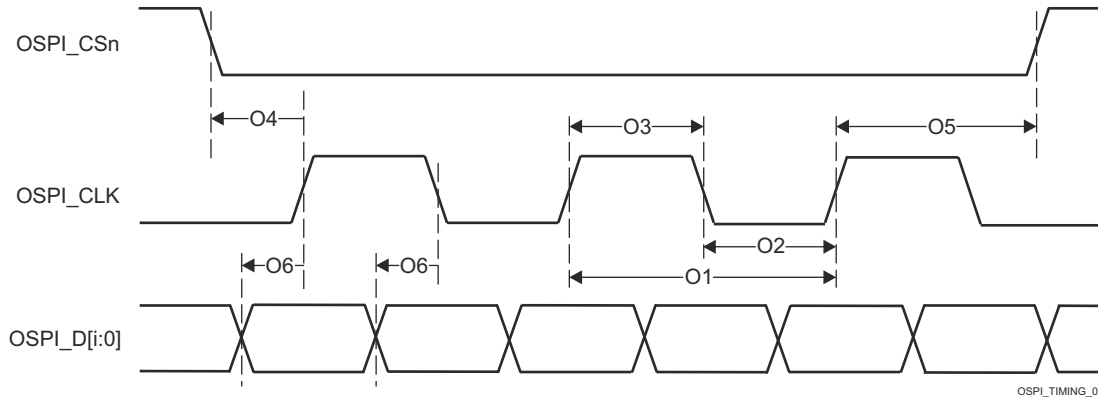 OSPI_CSn
O4
O3
O5
OSPI_CLK
O2
O6
O6
O1
OSPI_D[i:0]
OSPI_TIMING_0